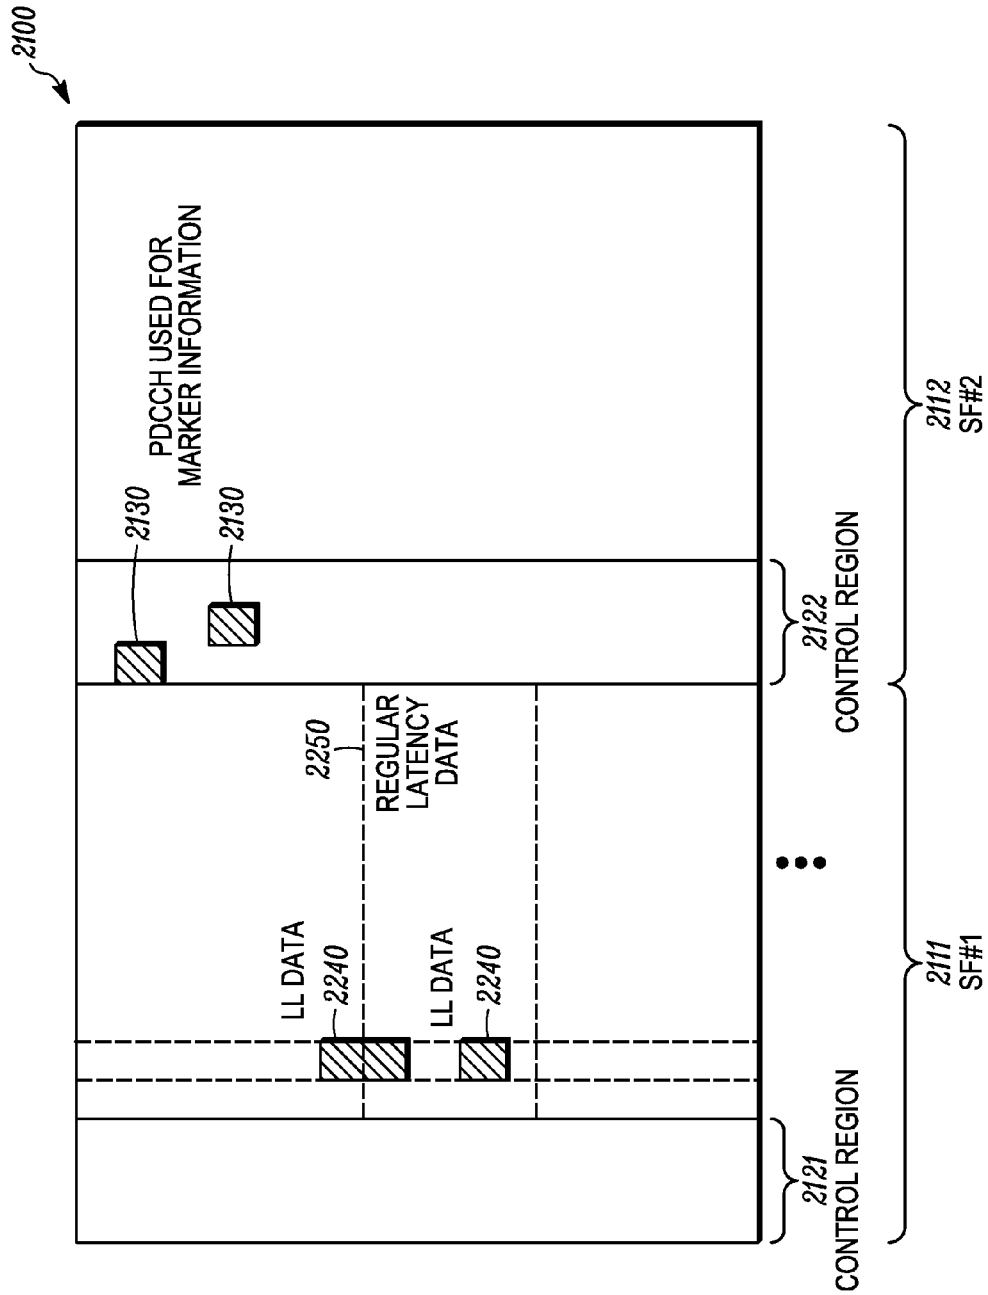 2100
PDCCH USED FOR
MARKER INFORMATION
2130
2130
2250
REGULAR
LATENCY
DATA
LL DATA
2240
LL DATA
2240
2121
CONTROL REGION
2122
CONTROL REGION
2111
SF#1
2112
SF#2